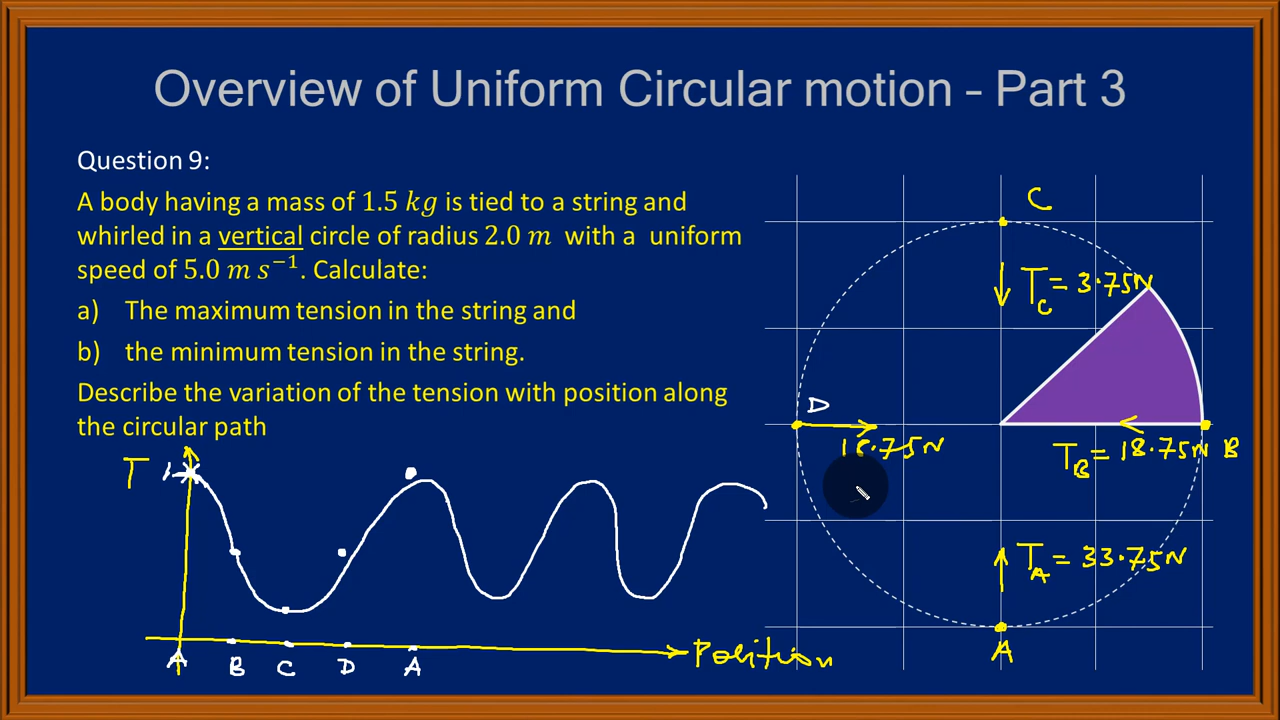 Overview of Uniform Circular motion – Part 3
Question 9:
A body having a mass of 1.5 kg is tied to a string and
whirled in a vertical circle of radius 2.0 m with a uniform
speed of 5.0 m s⁻¹. Calculate:
a) The maximum tension in the string and
b) the minimum tension in the string.
Describe the variation of the tension with position along
the circular path
C
T_C = 3.75N
D
18.75N
T_B = 18.75N B
T_A = 33.75N
A
T
Position
A B C D A